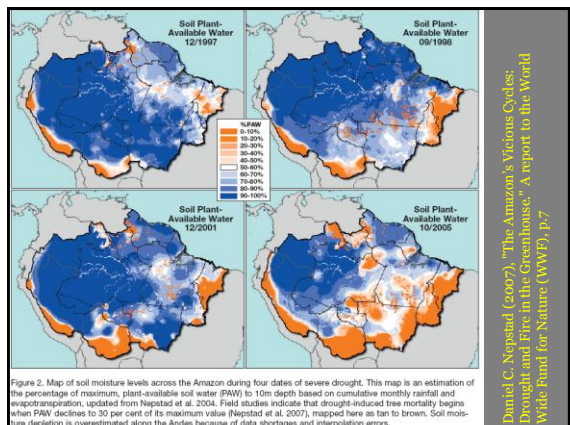 Soil Plant-
Available Water
12/1997
Soil Plant-
Available Water
09/1998
%PAW
0-10%
10-20%
20-30%
30-40%
40-50%
50-60%
60-70%
70-80%
80-90%
90-100%
Soil Plant-
Available Water
12/2001
Soil Plant-
Available Water
10/2005
Figure 2. Map of soil moisture levels across the Amazon during four dates of severe drought. This map is an estimation of
the percentage of maximum, plant-available soil water (PAW) to 10m depth based on cumulative monthly rainfall and
evapotranspiration, updated from Nepstad et al. 2004. Field studies indicate that drought-induced tree mortality begins
when PAW declines to 30 per cent of its maximum value (Nepstad et al. 2007), mapped here as tan to brown. Soil mois-
ture depletion is overestimated along the Andes because of data shortages and interpolation errors.
Daniel C. Nepstad (2007), "The Amazon's Vicious Cycles:
Drought and Fire in the Greenhouse." A report to the World
Wide Fund for Nature (WWF), p.7